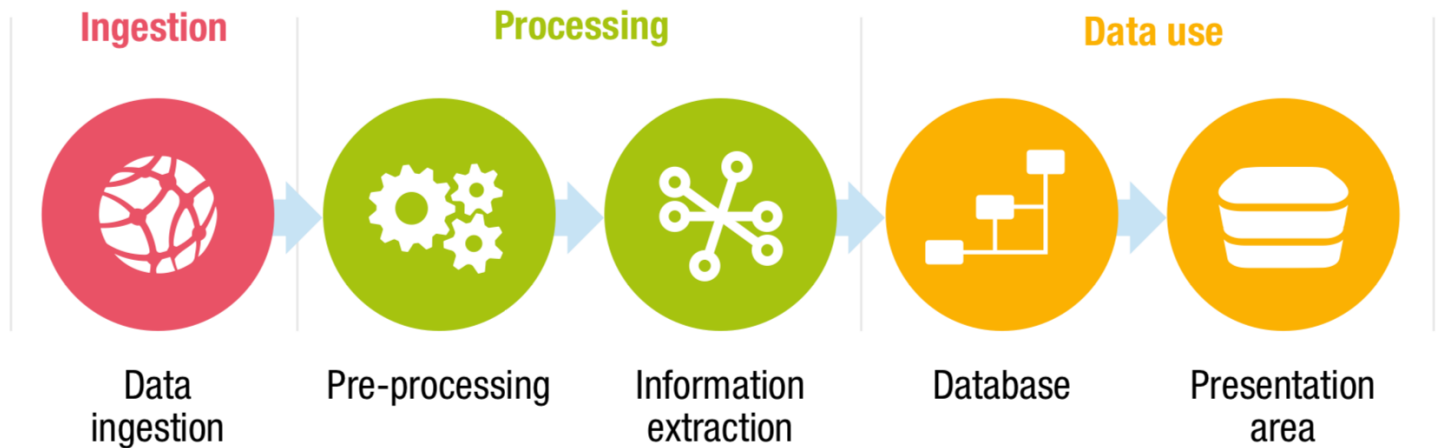 Ingestion
Processing
Data use
Data
ingestion
Pre-processing
Information
extraction
Database
Presentation
area